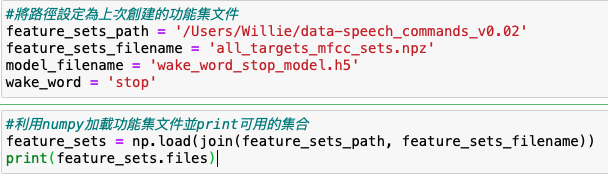 #將路徑設定為上次創建的功能集文件
feature_sets_path = '/Users/Willie/data-speech_commands_v0.02'
feature_sets_filename = 'all_targets_mfcc_sets.npz'
model_filename = 'wake_word_stop_model.h5'
wake_word = 'stop'
#利用numpy加載功能集文件並print可用的集合
feature_sets = np.load(join(feature_sets_path, feature_sets_filename))
print(feature_sets.files)